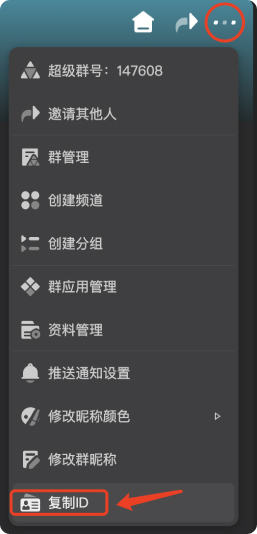 超级群号：147608
邀请其他人
群管理
创建频道
创建分组
群应用管理
资料管理
推送通知设置
修改昵称颜色
修改群昵称
复制ID